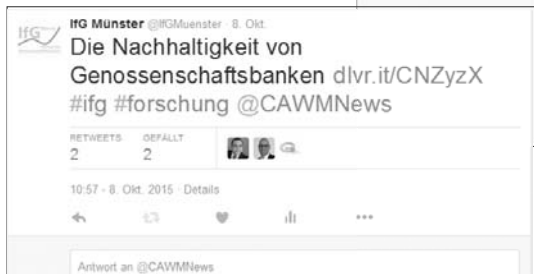 IfG
IfG Münster @IfGMuenster · 8. Okt.
Die Nachhaltigkeit von
Genossenschaftsbanken dlvr.it/CNZyzX
#ifg #forschung @CAWMNews
RETWEETS GEFÄLLT
2 2
10:57 - 8. Okt. 2015 · Details
Antwort an @CAWMNews